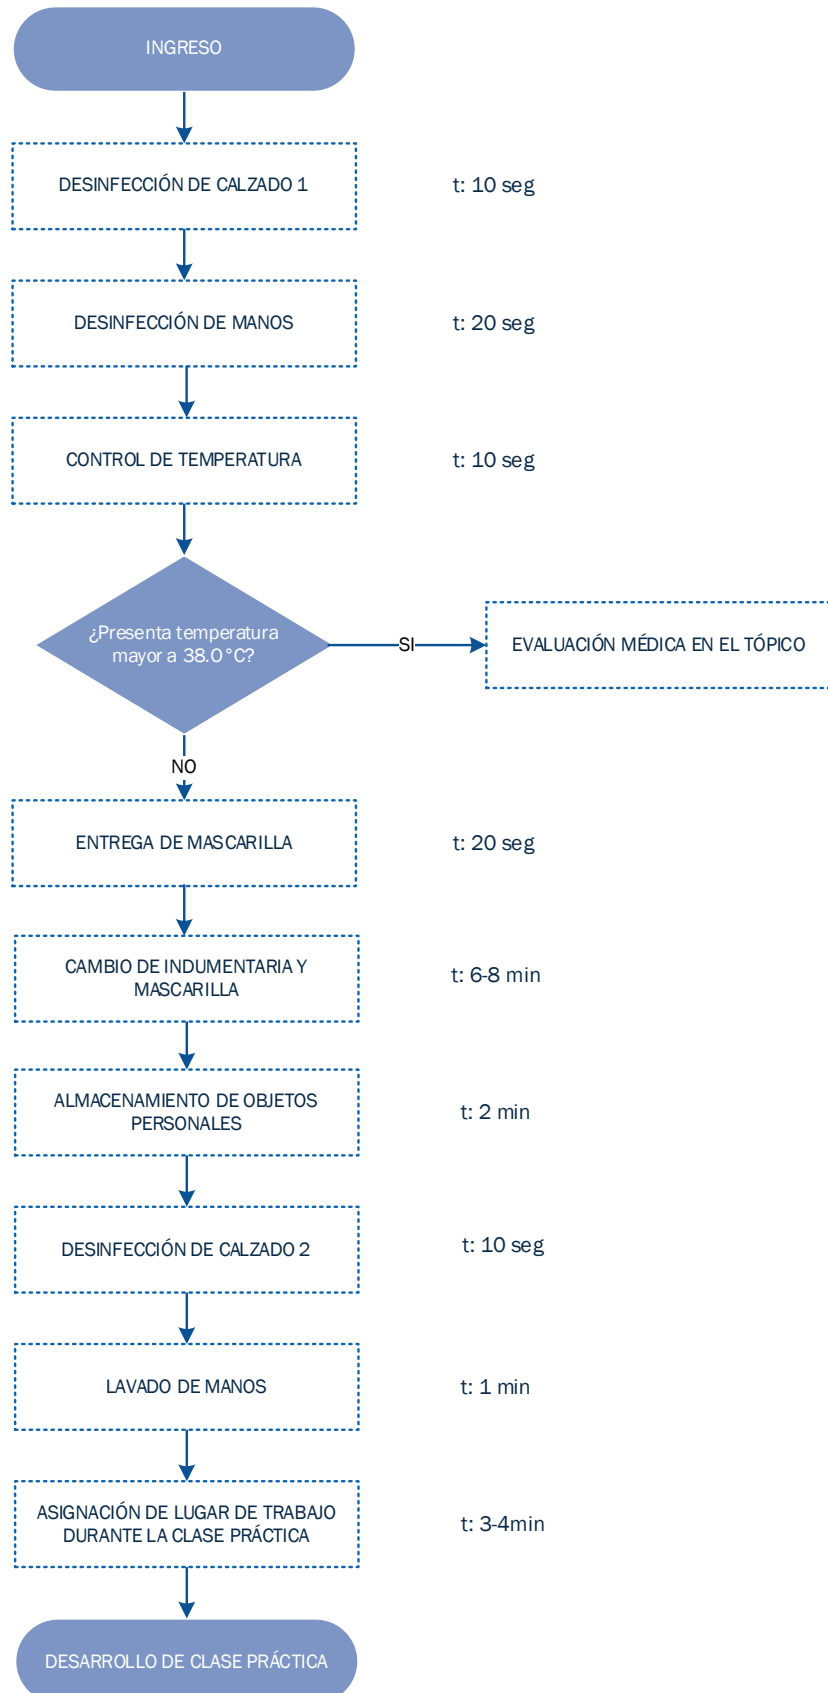 INGRESO
DESINFECCIÓN DE CALZADO 1
t: 10 seg
DESINFECCIÓN DE MANOS
t: 20 seg
CONTROL DE TEMPERATURA
t: 10 seg
¿Presenta temperatura
mayor a 38.0°C?
SI
EVALUACIÓN MÉDICA EN EL TÓPICO
NO
ENTREGA DE MASCARILLA
t: 20 seg
CAMBIO DE INDUMENTARIA Y
MASCARILLA
t: 6-8 min
ALMACENAMIENTO DE OBJETOS
PERSONALES
t: 2 min
DESINFECCIÓN DE CALZADO 2
t: 10 seg
LAVADO DE MANOS
t: 1 min
ASIGNACIÓN DE LUGAR DE TRABAJO
DURANTE LA CLASE PRÁCTICA
t: 3-4min
DESARROLLO DE CLASE PRÁCTICA